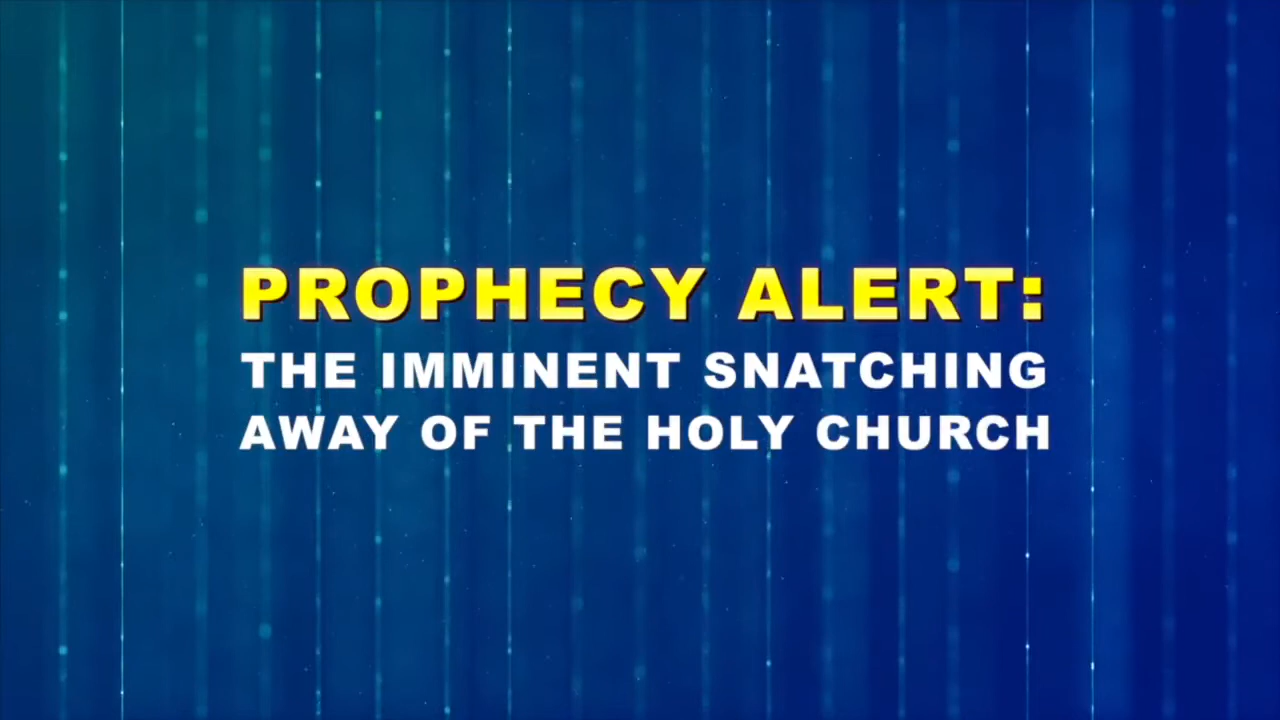 PROPHECY ALERT:
THE IMMINENT SNATCHING
AWAY OF THE HOLY CHURCH